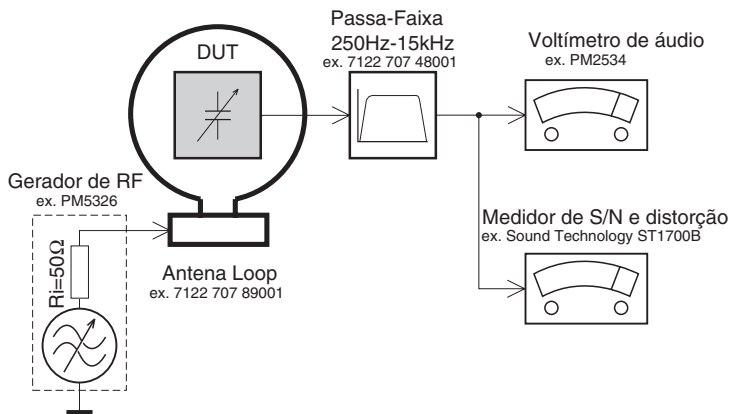 Passa-Faixa
250Hz-15kHz
ex. 7122 707 48001
DUT
Voltímetro de áudio
ex. PM2534
Gerador de RF
ex. PM5326
Ri=50Ω
Antena Loop
ex. 7122 707 89001
Medidor de S/N e distorção
ex. Sound Technology ST1700B